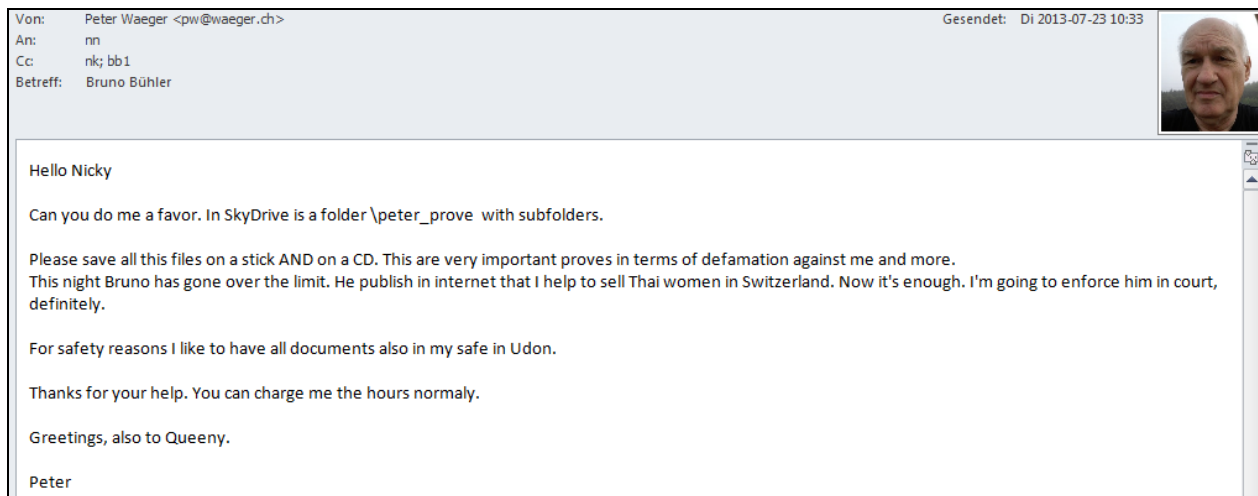 Von: Peter Waeger <pw@waeger.ch> Gesendet: Di 2013-07-23 10:33
An: nn
Cc: nk; bb1
Betreff: Bruno Bühler
Hello Nicky
Can you do me a favor. In SkyDrive is a folder \peter_prove with subfolders.
Please save all this files on a stick AND on a CD. This are very important proves in terms of defamation against me and more.
This night Bruno has gone over the limit. He publish in internet that I help to sell Thai women in Switzerland. Now it's enough. I'm going to enforce him in court,
definitely.
For safety reasons I like to have all documents also in my safe in Udon.
Thanks for your help. You can charge me the hours normaly.
Greetings, also to Queeny.
Peter